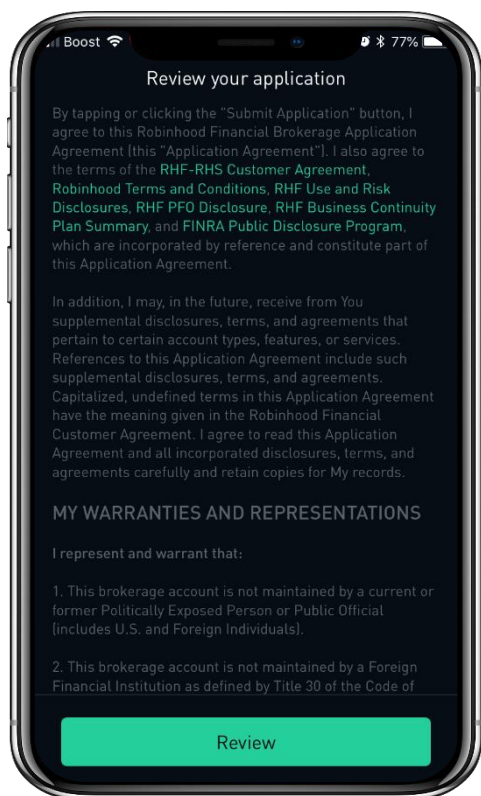 Boost
77%
Review your application
By tapping or clicking the "Submit Application" button, I
agree to this Robinhood Financial Brokerage Application
Agreement (this "Application Agreement"). I also agree to
the terms of the RHF-RHS Customer Agreement,
Robinhood Terms and Conditions, RHF Use and Risk
Disclosures, RHF PFO Disclosure, RHF Business Continuity
Plan Summary, and FINRA Public Disclosure Program,
which are incorporated by reference and constitute part of
this Application Agreement.
In addition, I may, in the future, receive from You
supplemental disclosures, terms, and agreements that
pertain to certain account types, features, or services.
References to this Application Agreement include such
supplemental disclosures, terms, and agreements.
Capitalized, undefined terms in this Application Agreement
have the meaning given in the Robinhood Financial
Customer Agreement. I agree to read this Application
Agreement and all incorporated disclosures, terms, and
agreements carefully and retain copies for My records.
MY WARRANTIES AND REPRESENTATIONS
I represent and warrant that:
1. This brokerage account is not maintained by a current or
former Politically Exposed Person or Public Official
(includes U.S. and Foreign Individuals).
2. This brokerage account is not maintained by a Foreign
Financial Institution as defined by Title 30 of the Code of
Review